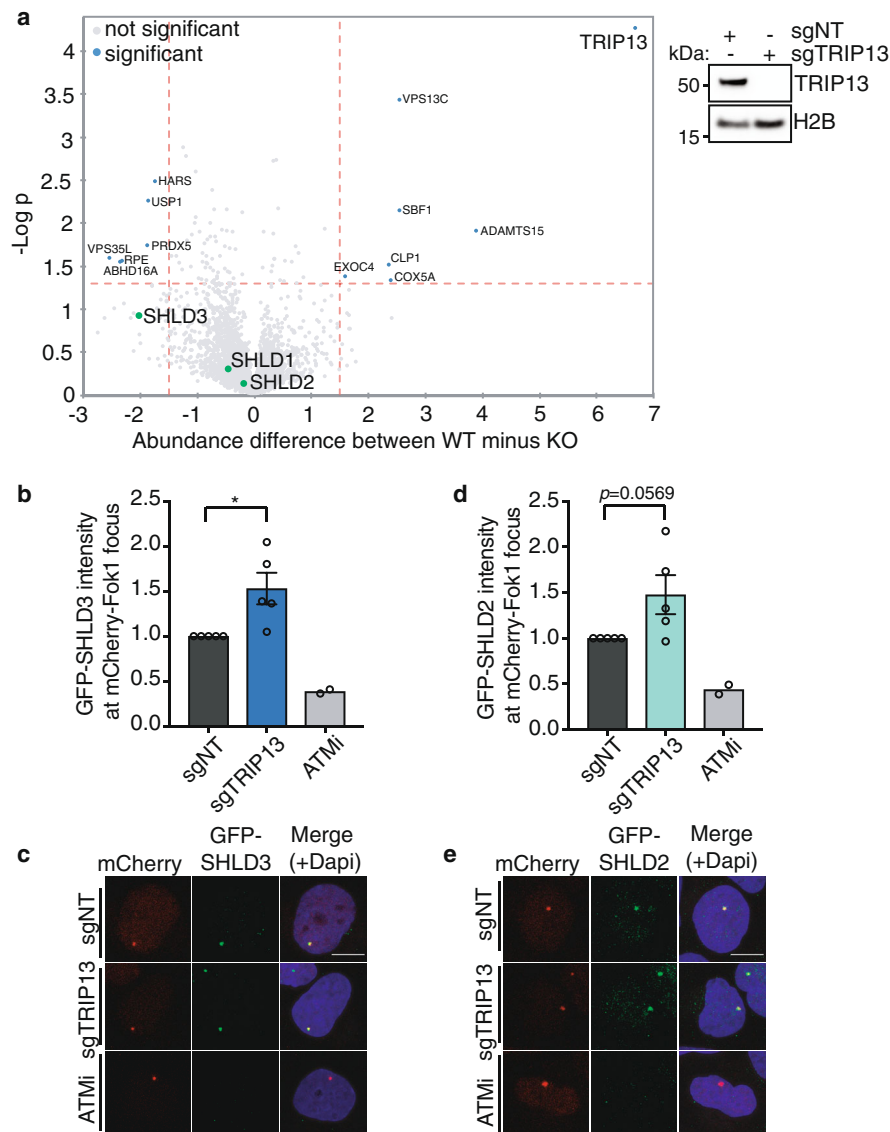 a
not significant
significant
TRIP13
VPS13C
HARS
USP1
SBF1
ADAMTS15
PRDX5
VPS35L
RPE
ABHD16A
CLP1
EXOC4
COX5A
SHLD3
SHLD1
SHLD2
-Log p
4
3.5
3
2.5
2
1.5
1
0.5
0
-3 -2 -1 0 1 2 3 4 5 6 7
Abundance difference between WT minus KO
+ - sgNT
kDa: - + sgTRIP13
50 TRIP13
15 H2B
b
GFP-SHLD3 intensity
at mCherry-Fok1 focus
2.5
2.0
1.5
1.0
0.5
0.0
*
sgNT
sgTRIP13
ATMi
d
GFP-SHLD2 intensity
at mCherry-Fok1 focus
2.5
2.0
1.5
1.0
0.5
0.0
p=0.0569
sgNT
sgTRIP13
ATMi
c
mCherry
GFP-
SHLD3
Merge
(+Dapi)
sgNT
sgTRIP13
ATMi
e
mCherry
GFP-
SHLD2
Merge
(+Dapi)
sgNT
sgTRIP13
ATMi